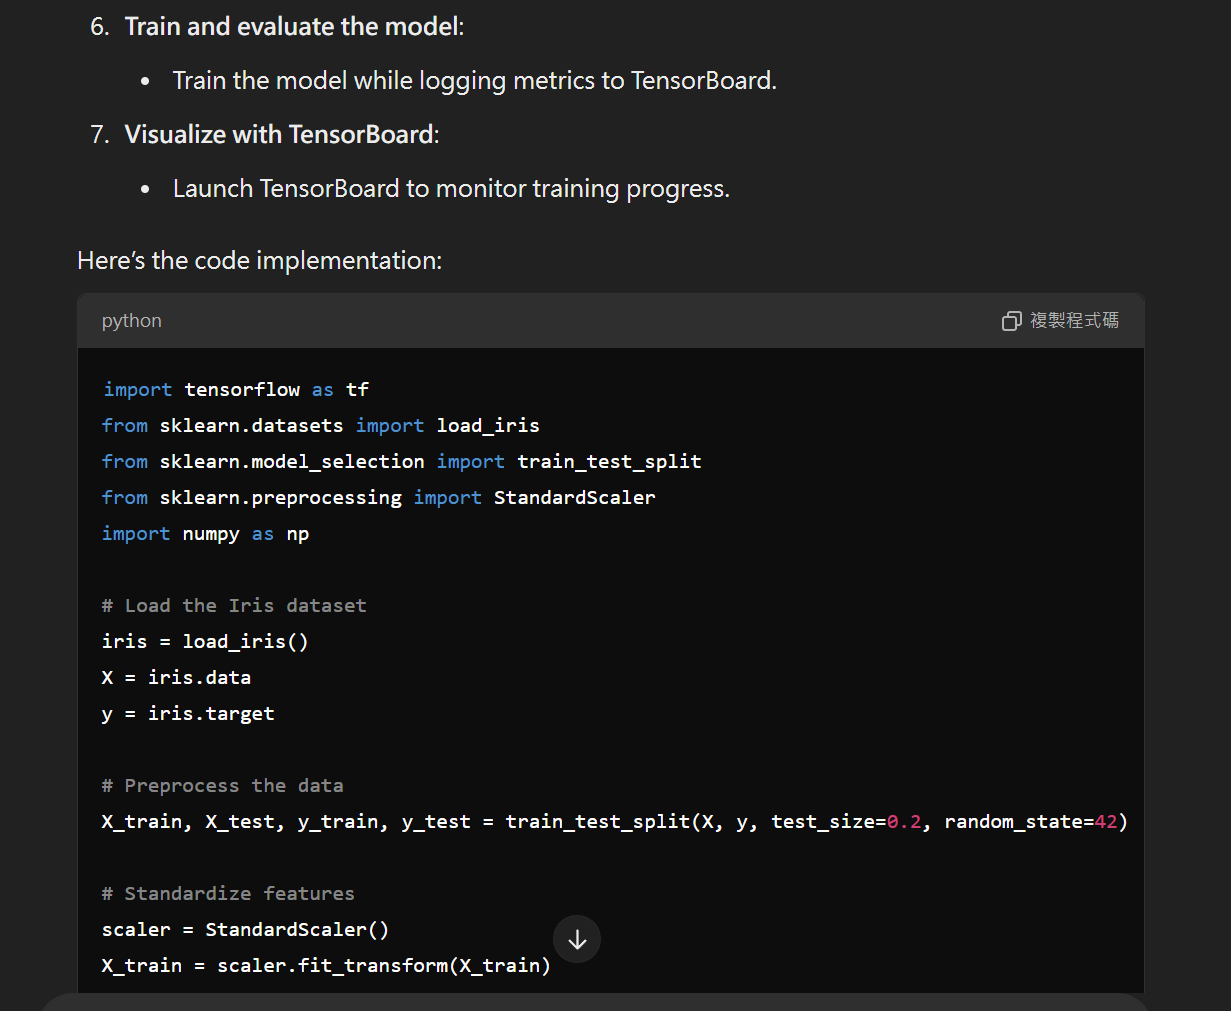 6. Train and evaluate the model:
• Train the model while logging metrics to TensorBoard.
7. Visualize with TensorBoard:
• Launch TensorBoard to monitor training progress.
Here’s the code implementation:
python
複製程式碼
import tensorflow as tf
from sklearn.datasets import load_iris
from sklearn.model_selection import train_test_split
from sklearn.preprocessing import StandardScaler
import numpy as np
# Load the Iris dataset
iris = load_iris()
X = iris.data
y = iris.target
# Preprocess the data
X_train, X_test, y_train, y_test = train_test_split(X, y, test_size=0.2, random_state=42)
# Standardize features
scaler = StandardScaler()
X_train = scaler.fit_transform(X_train)